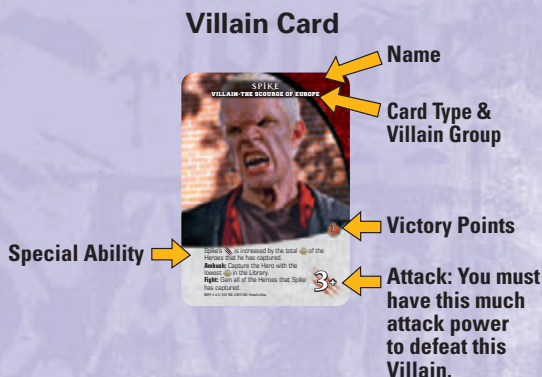 Villain Card
Name
SPIKE
VILLAIN-THE SCOURGE OF EUROPE
Card Type &
Villain Group
Victory Points
Special Ability
Spike's is increased by the total of the
Heroes that he has captured.
Ambush: Capture the Hero with the
lowest in the Library.
Fight: Gain all of the Heroes that Spike
has captured.
3+
Attack: You must
have this much
attack power
to defeat this
Villain.